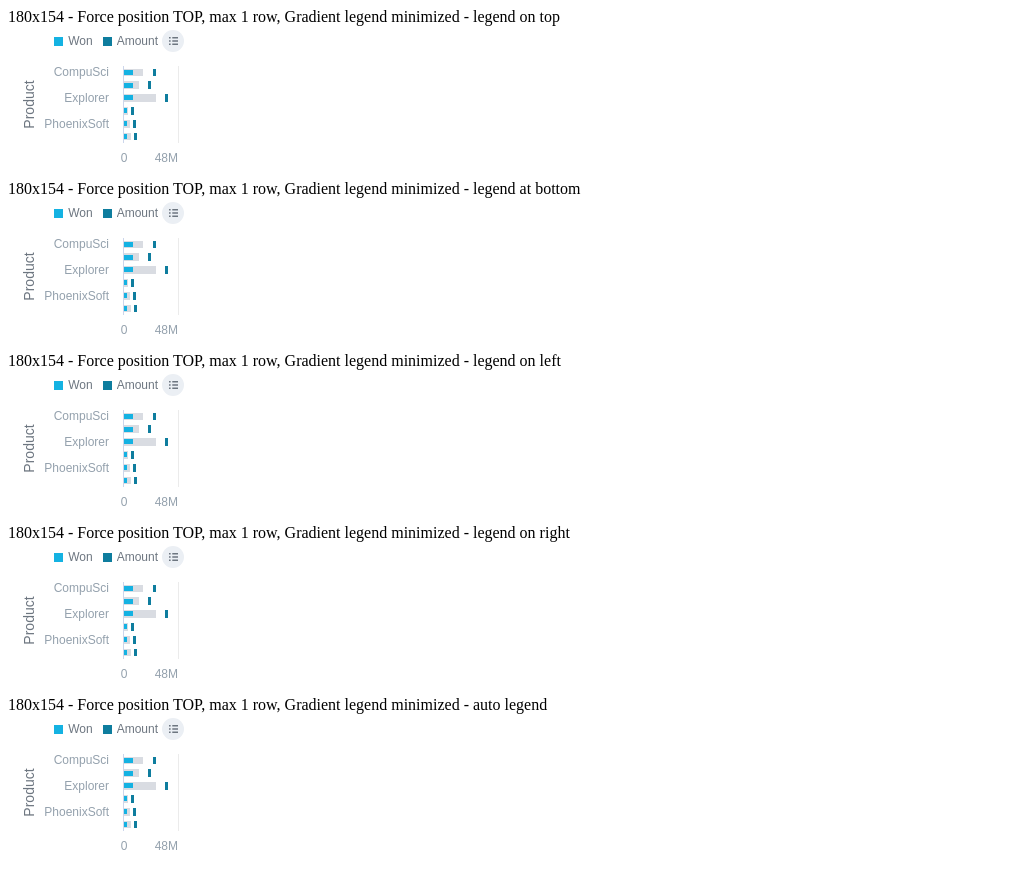 180x154 - Force position TOP, max 1 row, Gradient legend minimized - legend on top
Won Amount
Product
CompuSci
Explorer
PhoenixSoft
0 48M
180x154 - Force position TOP, max 1 row, Gradient legend minimized - legend at bottom
Won Amount
Product
CompuSci
Explorer
PhoenixSoft
0 48M
180x154 - Force position TOP, max 1 row, Gradient legend minimized - legend on left
Won Amount
Product
CompuSci
Explorer
PhoenixSoft
0 48M
180x154 - Force position TOP, max 1 row, Gradient legend minimized - legend on right
Won Amount
Product
CompuSci
Explorer
PhoenixSoft
0 48M
180x154 - Force position TOP, max 1 row, Gradient legend minimized - auto legend
Won Amount
Product
CompuSci
Explorer
PhoenixSoft
0 48M